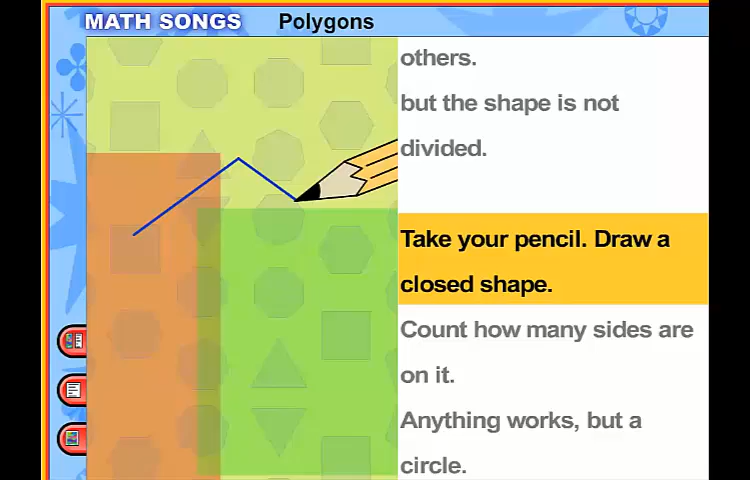 MATH SONGS Polygons
others.
but the shape is not
divided.
Take your pencil. Draw a
closed shape.
Count how many sides are
on it.
Anything works, but a
circle.